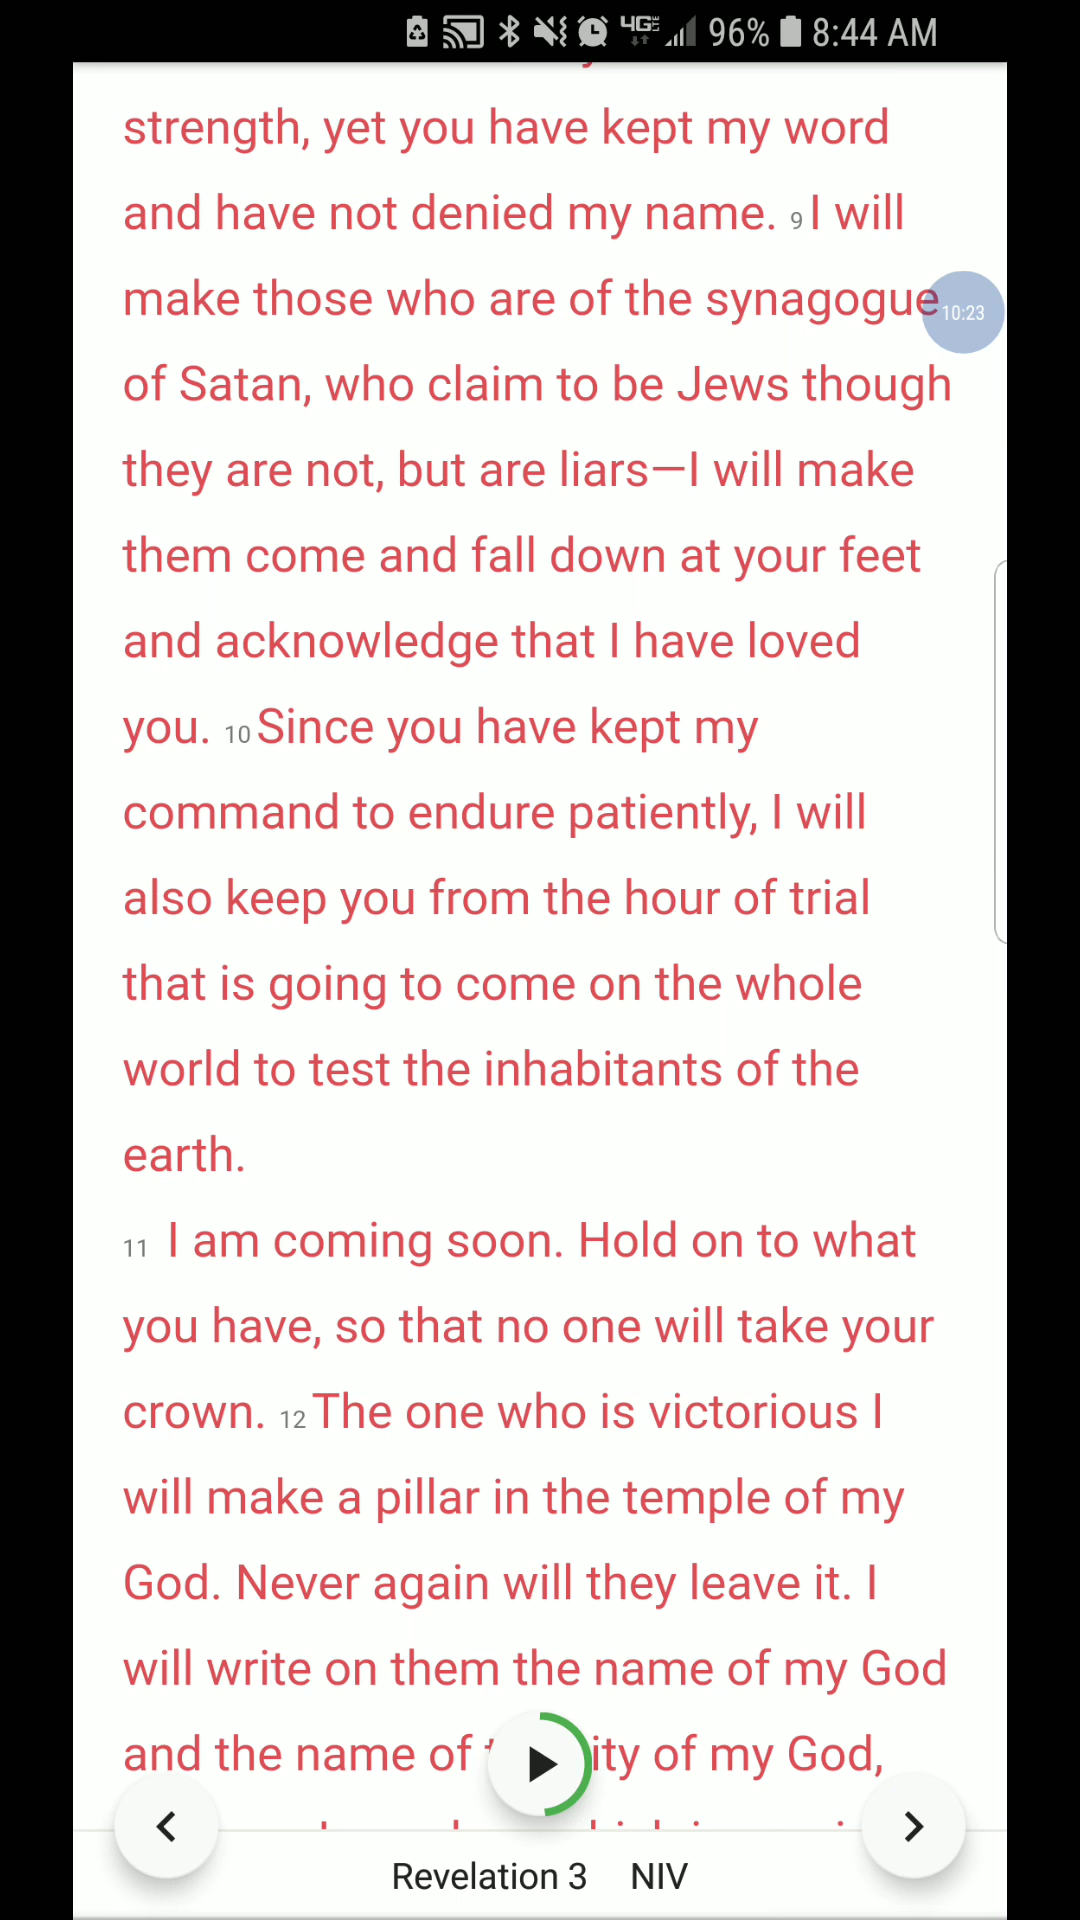 4G LTE 96% 8:44 AM
strength, yet you have kept my word
and have not denied my name. 9 I will
make those who are of the synagogue
10:23
of Satan, who claim to be Jews though
they are not, but are liars—I will make
them come and fall down at your feet
and acknowledge that I have loved
you. 10 Since you have kept my
command to endure patiently, I will
also keep you from the hour of trial
that is going to come on the whole
world to test the inhabitants of the
earth.
11 I am coming soon. Hold on to what
you have, so that no one will take your
crown. 12 The one who is victorious I
will make a pillar in the temple of my
God. Never again will they leave it. I
will write on them the name of my God
and the name of ity of my God,
Revelation 3 NIV